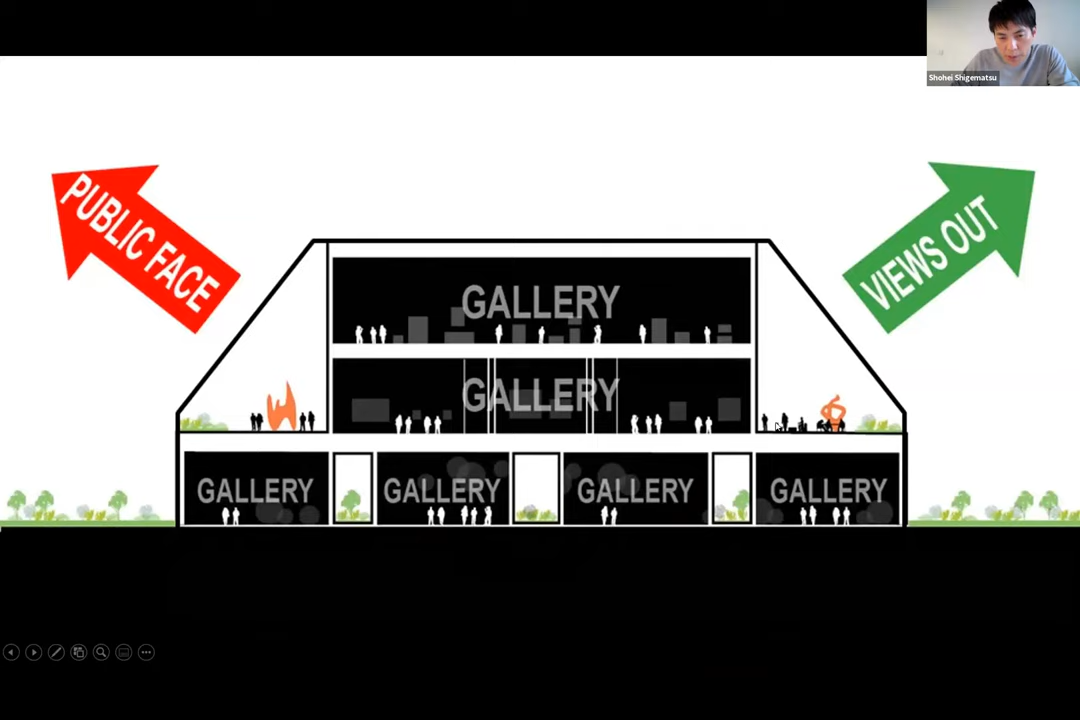 Shohei Shigematsu
PUBLIC FACE
VIEWS OUT
GALLERY
GALLERY
GALLERY
GALLERY
GALLERY
GALLERY